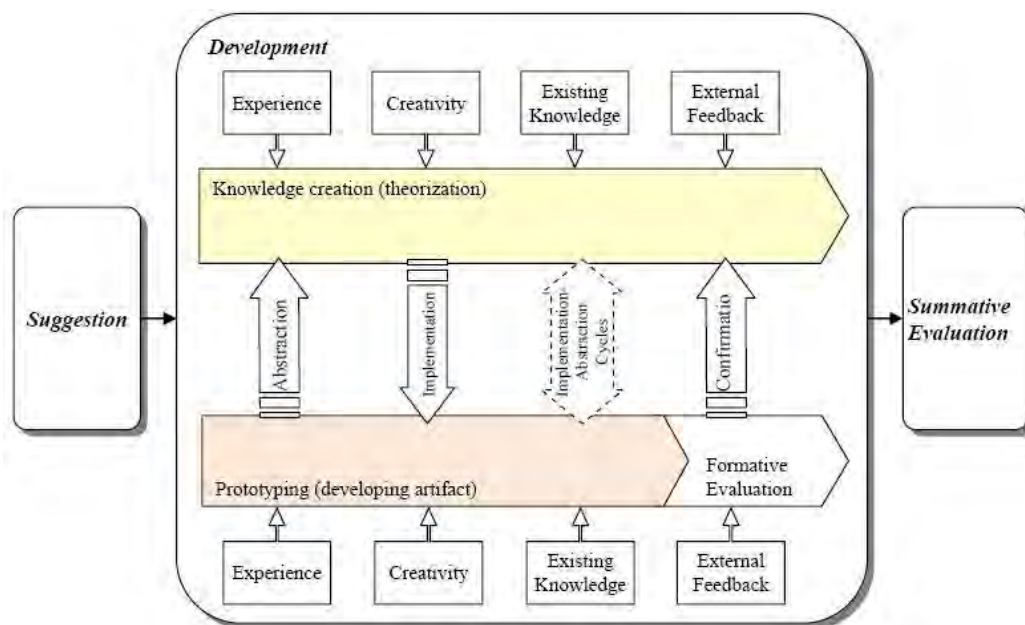 Development
Experience
Creativity
Existing
Knowledge
External
Feedback
Knowledge creation (theorization)
Suggestion
Abstraction
Implementation
Implementation-
Abstraction
Cycles
Confirmatio
Summative
Evaluation
Prototyping (developing artifact)
Formative
Evaluation
Experience
Creativity
Existing
Knowledge
External
Feedback